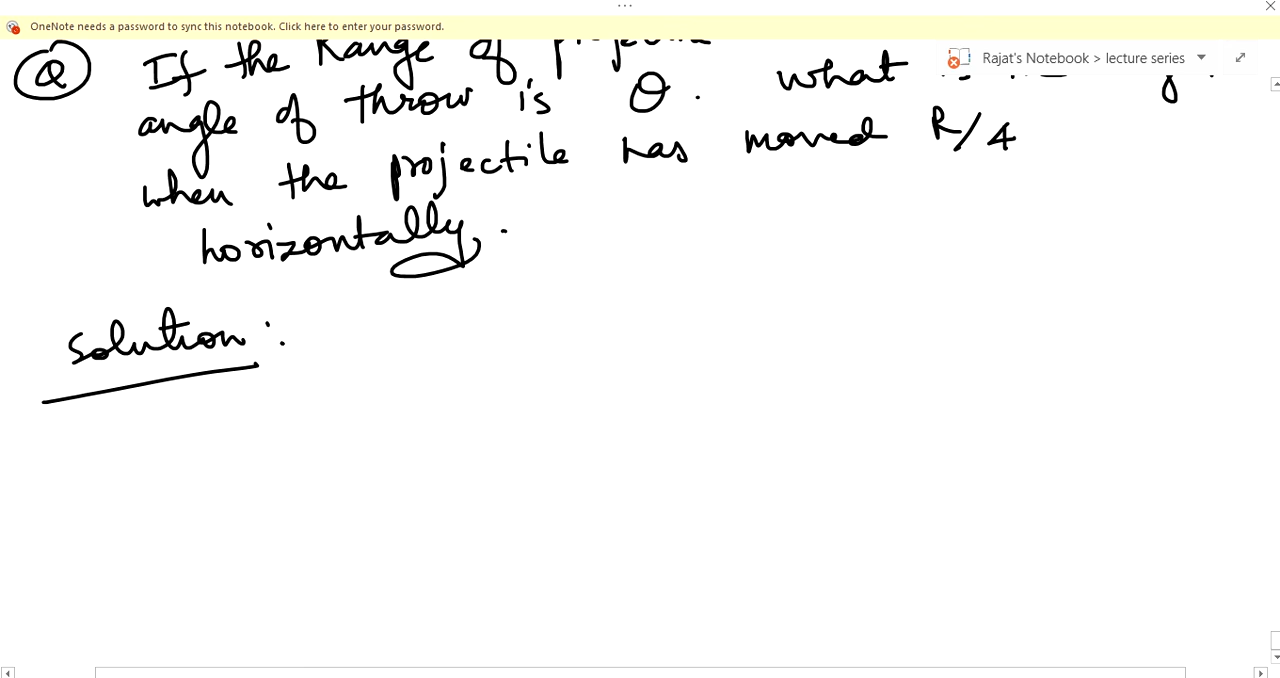 OneNote needs a password to sync this notebook. Click here to enter your password.
Rajat's Notebook > lecture series
Q If the Range of
angle of throw is θ. what
when the projectile has moved R/4
horizontally.
Solution: